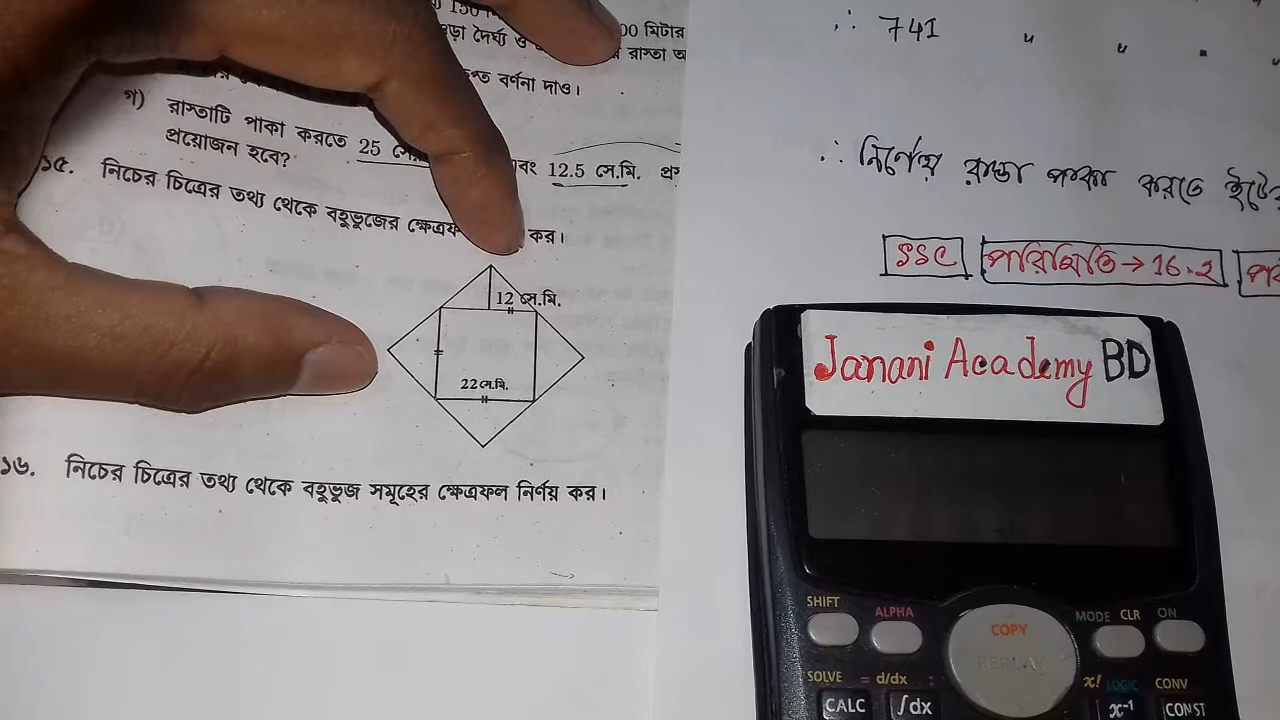 00 মিটার
রাস্তা
বর্ণনা দাও।
গ) রাস্তাটি পাকা করতে 25 12.5 সে.মি.
প্রয়োজন হবে?
১৫. নিচের চিত্রের তথ্য থেকে বহুভুজের কর।
12 সে.মি.
22 সে.মি.
১৬. নিচের চিত্রের তথ্য থেকে বহুভুজ সমূহের ক্ষেত্রফল নির্ণয় কর।
∴ 741 " " " "
∴ নির্ণেয় রাস্তা পাকা করতে
SSC পরিমিতি→16.2
Janani Academy BD
SHIFT ALPHA MODE CLR ON
COPY
REPLAY
SOLVE = d/dx : x! LOGIC CONV
CALC ∫dx x⁻¹ CONST